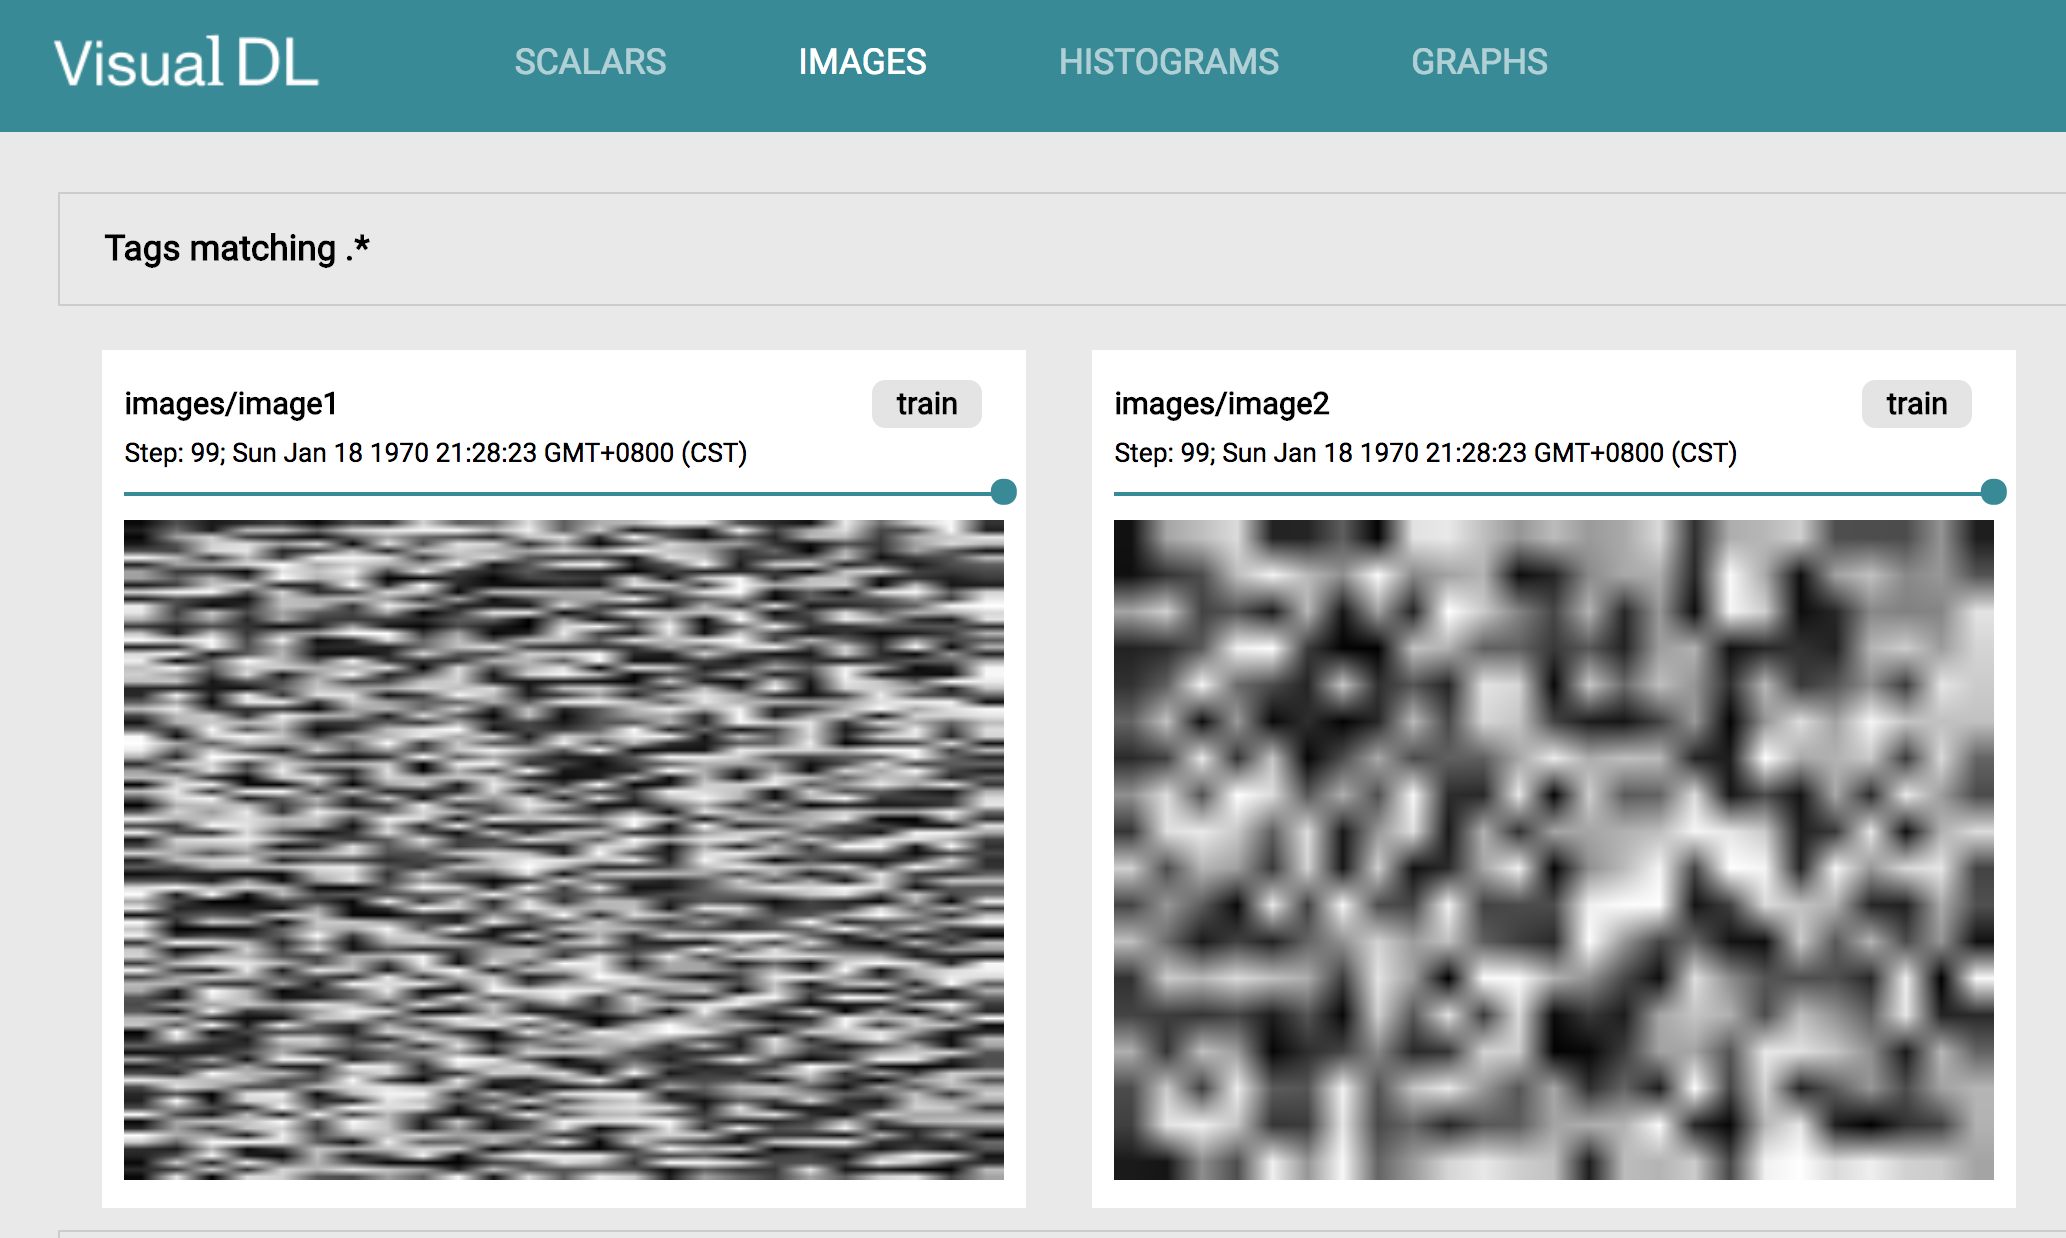 Visual DL SCALARS IMAGES HISTOGRAMS GRAPHS
Tags matching .*
images/image1 train
Step: 99; Sun Jan 18 1970 21:28:23 GMT+0800 (CST)
images/image2 train
Step: 99; Sun Jan 18 1970 21:28:23 GMT+0800 (CST)